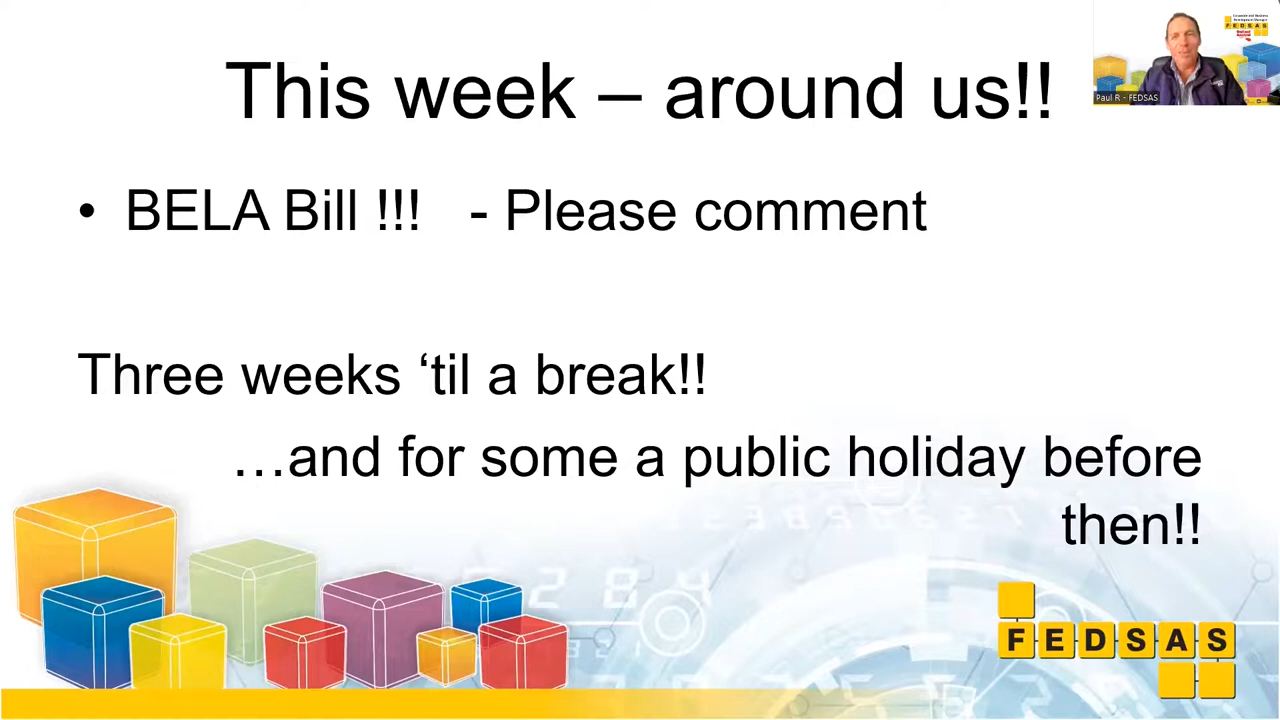 This week – around us!!
Paul R - FEDSAS
• BELA Bill !!! - Please comment
Three weeks ‘til a break!!
…and for some a public holiday before
then!!
FEDSAS
FEDSAS